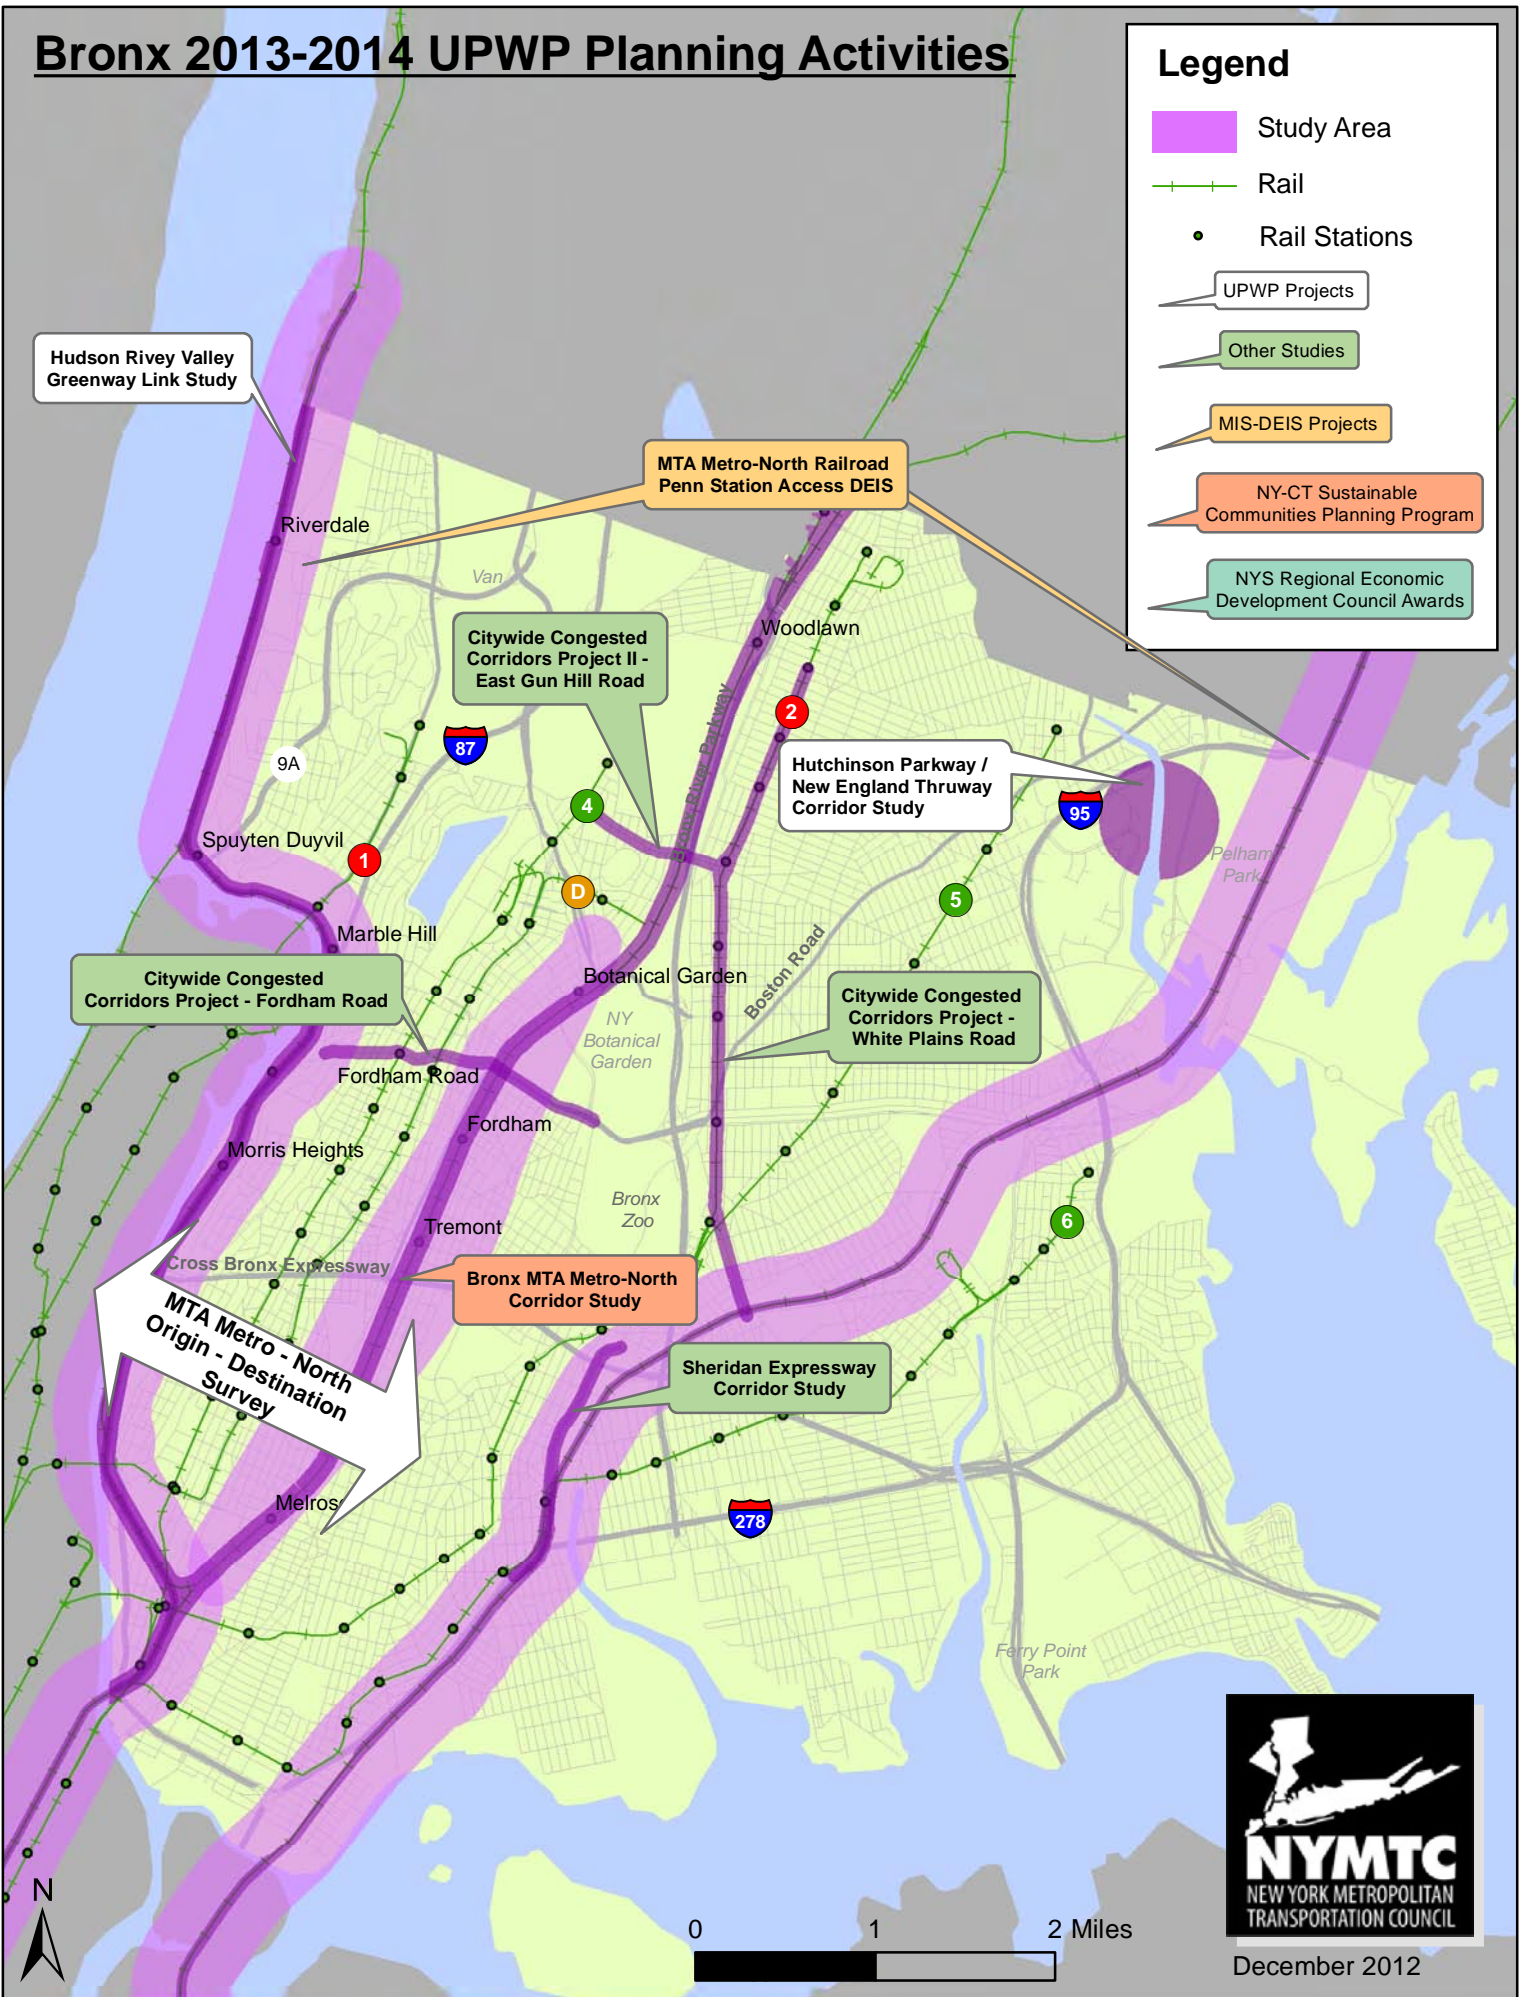 Bronx 2013-2014 UPWP Planning Activities
Legend
Study Area
Rail
Rail Stations
UPWP Projects
Other Studies
MIS-DEIS Projects
NY-CT Sustainable
Communities Planning Program
NYS Regional Economic
Development Council Awards
Hudson Rivey Valley
Greenway Link Study
MTA Metro-North Railroad
Penn Station Access DEIS
Riverdale
Van
Citywide Congested
Corridors Project II -
East Gun Hill Road
Woodlawn
Bronx River Parkway
2
87
9A
Hutchinson Parkway /
New England Thruway
Corridor Study
95
4
Spuyten Duyvil
1
Pelham
Park
D
5
Marble Hill
Boston Road
Citywide Congested
Corridors Project - Fordham Road
Botanical Garden
Citywide Congested
Corridors Project -
White Plains Road
NY
Botanical
Garden
Fordham Road
Fordham
Morris Heights
Bronx
Zoo
6
Tremont
Cross Bronx Expressway
Bronx MTA Metro-North
Corridor Study
MTA Metro - North
Origin - Destination
Survey
Sheridan Expressway
Corridor Study
Melros
278
Ferry Point
Park
N
0 1 2 Miles
NYMTC
NEW YORK METROPOLITAN
TRANSPORTATION COUNCIL
December 2012